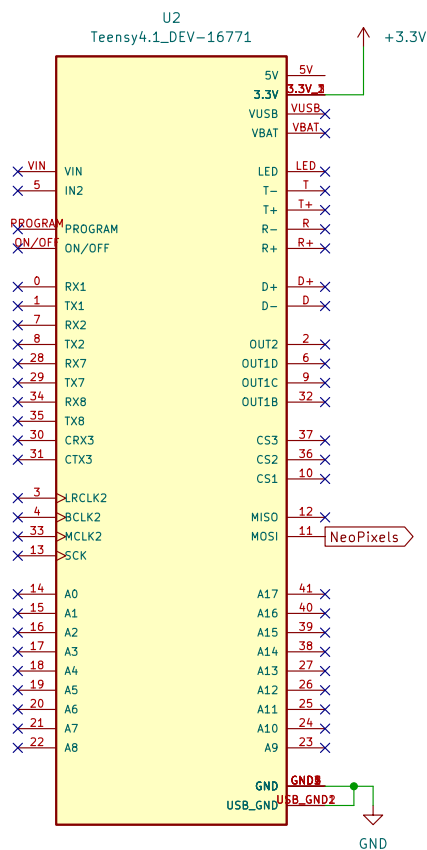 U2
Teensy4.1_DEV-16771
+3.3V
5V 5V
3.3V
VUSB VUSB
VBAT VBAT
VIN VIN LED LED
5 IN2 T- T
T+ T+
PROGRAM PROGRAM R- R
ON/OFF ON/OFF R+ R+
0 RX1 D+ D+
1 TX1 D- D
7 RX2
8 TX2 OUT2 2
28 RX7 OUT1D 6
29 TX7 OUT1C 9
34 RX8 OUT1B 32
35 TX8
30 CRX3 CS3 37
31 CTX3 CS2 36
CS1 10
3 LRCLK2
4 BCLK2 MISO 12
33 MCLK2 MOSI 11 NeoPixels
13 SCK
14 A0 A17 41
15 A1 A16 40
16 A2 A15 39
17 A3 A14 38
18 A4 A13 27
19 A5 A12 26
20 A6 A11 25
21 A7 A10 24
22 A8 A9 23
GND
USB_GND
GND